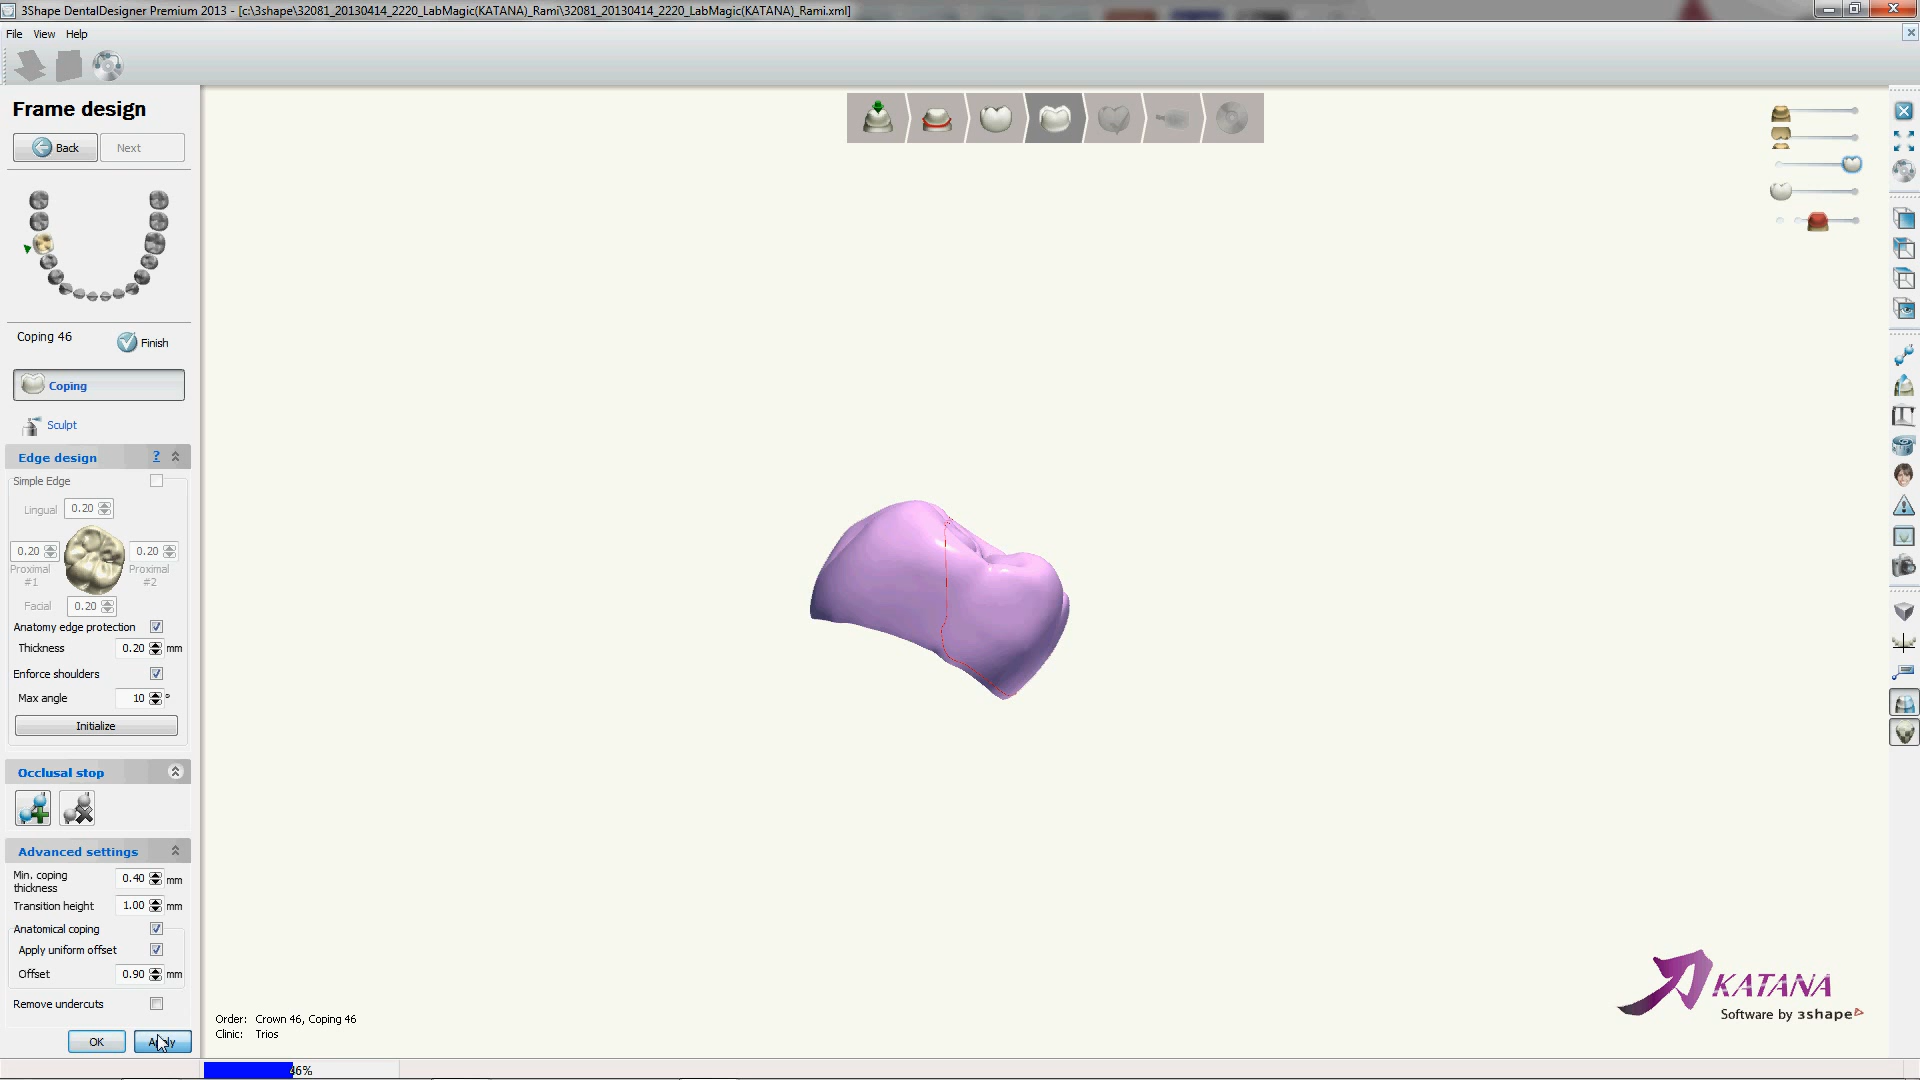 3Shape DentalDesigner Premium 2013 - [c:\3shape\32081_20130414_2220_LabMagic(KATANA)_Rami\32081_20130414_2220_LabMagic(KATANA)_Rami.xml]
File View Help
Frame design
Back Next
Coping 46 Finish
Coping
Sculpt
Edge design ?
Simple Edge
Lingual 0.20
0.20 0.20
Proximal #1 Proximal #2
Facial 0.20
Anatomy edge protection
Thickness 0.20 mm
Enforce shoulders
Max angle 10 °
Initialize
Occlusal stop
Advanced settings
Min. coping thickness 0.40 mm
Transition height 1.00 mm
Anatomical coping
Apply uniform offset
Offset 0.90 mm
Remove undercuts
OK Apply
Order: Crown 46, Coping 46
Clinic: Trios
KATANA
Software by 3shape
46%